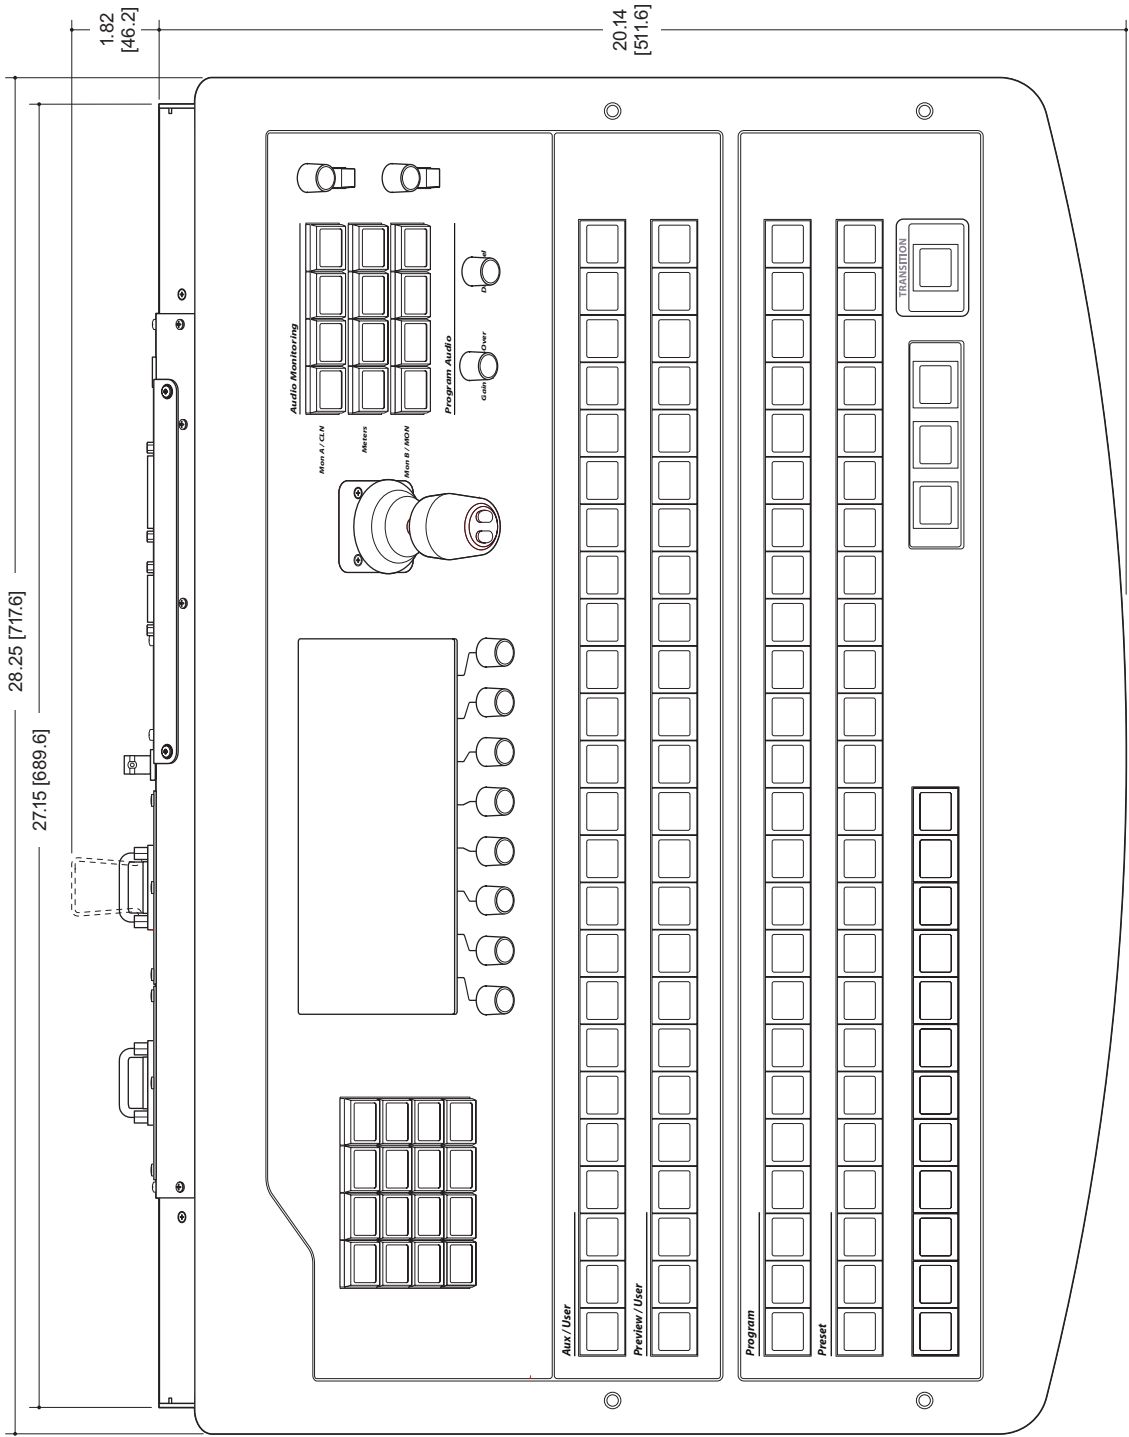 1.82
[46.2]
20.14
[511.6]
28.25 [717.6]
27.15 [689.6]
Audio Monitoring
Mon A / CLN
Meters
Mon B / MON
Program Audio
Gain
Over
TRANSITION
Aux / User
Preview / User
Program
Preset